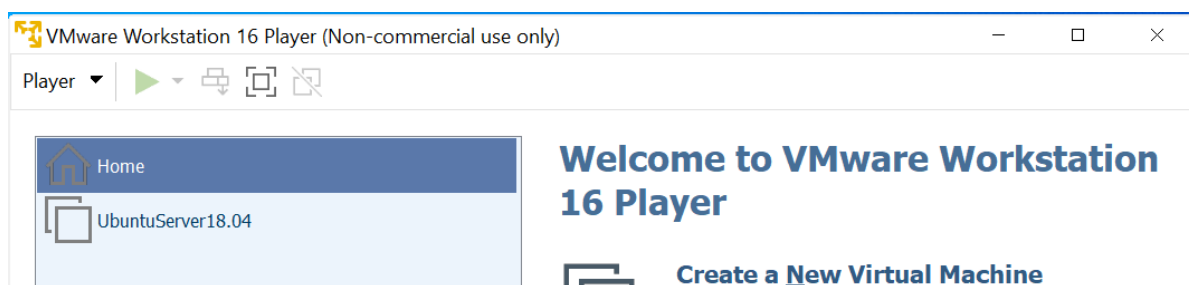 VMware Workstation 16 Player (Non-commercial use only)
Player
Home
UbuntuServer18.04
Welcome to VMware Workstation
16 Player
Create a New Virtual Machine